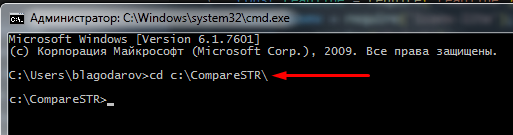 Администратор: C:\Windows\system32\cmd.exe
Microsoft Windows [Version 6.1.7601]
(c) Корпорация Майкрософт (Microsoft Corp.), 2009. Все права защищены.
C:\Users\blagodarov>cd c:\CompareSTR\
c:\CompareSTR>_